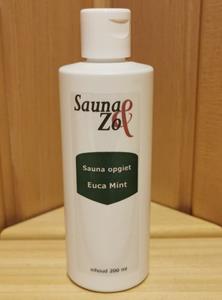 Sauna &
Zo
Sauna opgiet
Euca Mint
inhoud 200 ml